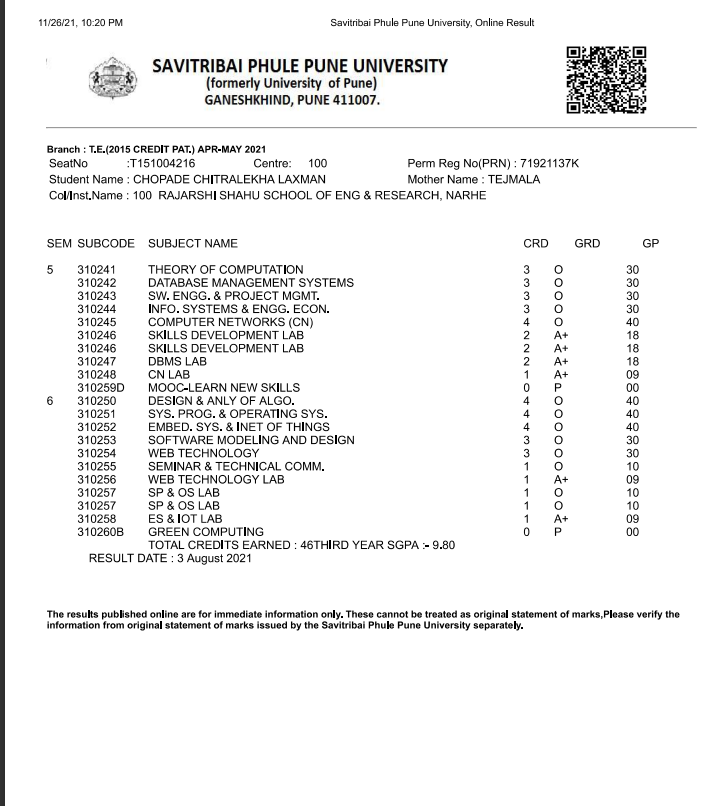 11/26/21, 10:20 PM Savitribai Phule Pune University, Online Result
SAVITRIBAI PHULE PUNE UNIVERSITY
(formerly University of Pune)
GANESHKHIND, PUNE 411007.
Branch : T.E.(2015 CREDIT PAT.) APR-MAY 2021
SeatNo :T151004216 Centre: 100 Perm Reg No(PRN) : 71921137K
Student Name : CHOPADE CHITRALEKHA LAXMAN Mother Name : TEJMALA
Col/Inst.Name : 100 RAJARSHI SHAHU SCHOOL OF ENG & RESEARCH, NARHE
SEM SUBCODE SUBJECT NAME CRD GRD GP
5 310241 THEORY OF COMPUTATION 3 O 30
310242 DATABASE MANAGEMENT SYSTEMS 3 O 30
310243 SW. ENGG. & PROJECT MGMT. 3 O 30
310244 INFO. SYSTEMS & ENGG. ECON. 3 O 30
310245 COMPUTER NETWORKS (CN) 4 O 40
310246 SKILLS DEVELOPMENT LAB 2 A+ 18
310246 SKILLS DEVELOPMENT LAB 2 A+ 18
310247 DBMS LAB 2 A+ 18
310248 CN LAB 1 A+ 09
310259D MOOC-LEARN NEW SKILLS 0 P 00
6 310250 DESIGN & ANLY OF ALGO. 4 O 40
310251 SYS. PROG. & OPERATING SYS. 4 O 40
310252 EMBED. SYS. & INET OF THINGS 4 O 40
310253 SOFTWARE MODELING AND DESIGN 3 O 30
310254 WEB TECHNOLOGY 3 O 30
310255 SEMINAR & TECHNICAL COMM. 1 O 10
310256 WEB TECHNOLOGY LAB 1 A+ 09
310257 SP & OS LAB 1 O 10
310257 SP & OS LAB 1 O 10
310258 ES & IOT LAB 1 A+ 09
310260B GREEN COMPUTING 0 P 00
TOTAL CREDITS EARNED : 46THIRD YEAR SGPA :- 9.80
RESULT DATE : 3 August 2021
The results published online are for immediate information only. These cannot be treated as original statement of marks,Please verify the
information from original statement of marks issued by the Savitribai Phule Pune University separately.